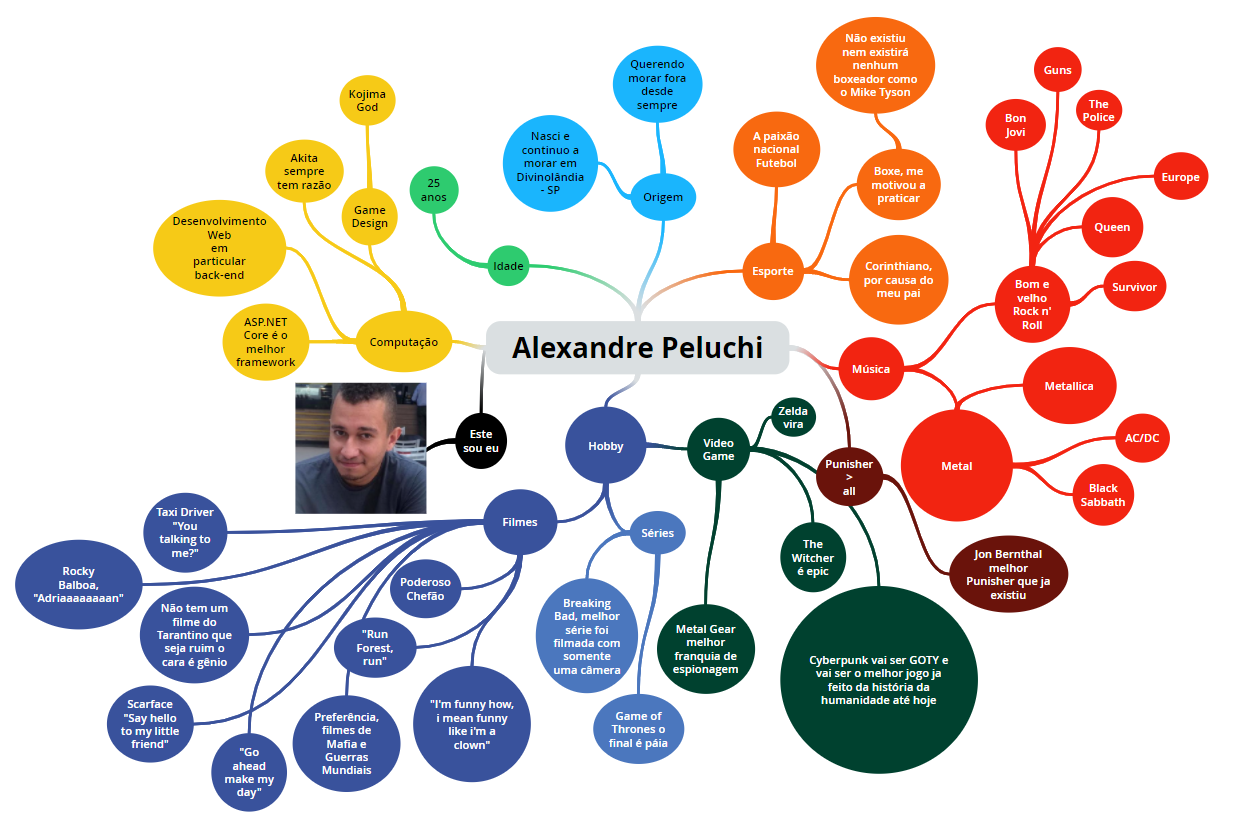 Alexandre Peluchi
Idade
25
anos
Origem
Nasci e
continuo a
morar em
Divinolândia
- SP
Querendo
morar fora
desde
sempre
Esporte
A paixão
nacional
Futebol
Boxe, me
motivou a
praticar
Não existiu
nem existirá
nenhum
boxeador como
o Mike Tyson
Corinthiano,
por causa do
meu pai
Música
Bom e
velho
Rock n'
Roll
Bon
Jovi
Guns
The
Police
Europe
Queen
Survivor
Metal
Metallica
AC/DC
Black
Sabbath
Punisher
>
all
Jon Bernthal
melhor
Punisher que ja
existiu
Hobby
Video
Game
Zelda
vira
The
Witcher
é epic
Cyberpunk vai ser GOTY e
vai ser o melhor jogo ja
feito da história da
humanidade até hoje
Metal Gear
melhor
franquia de
espionagem
Séries
Breaking
Bad, melhor
série foi
filmada com
somente
uma câmera
Game of
Thrones o
final é páia
Filmes
Taxi Driver
"You
talking to
me?"
Rocky
Balboa,
"Adriaaaaaaaan"
Não tem um
filme do
Tarantino que
seja ruim o
cara é gênio
Scarface
"Say hello
to my little
friend"
"Go
ahead
make my
day"
Preferência,
filmes de
Mafia e
Guerras
Mundiais
Poderoso
Chefão
"Run
Forest,
run"
"I'm funny how,
i mean funny
like i'm a
clown"
Este
sou eu
Computação
Kojima
God
Game
Design
Akita
sempre
tem razão
Desenvolvimento
Web
em
particular
back-end
ASP.NET
Core é o
melhor
framework